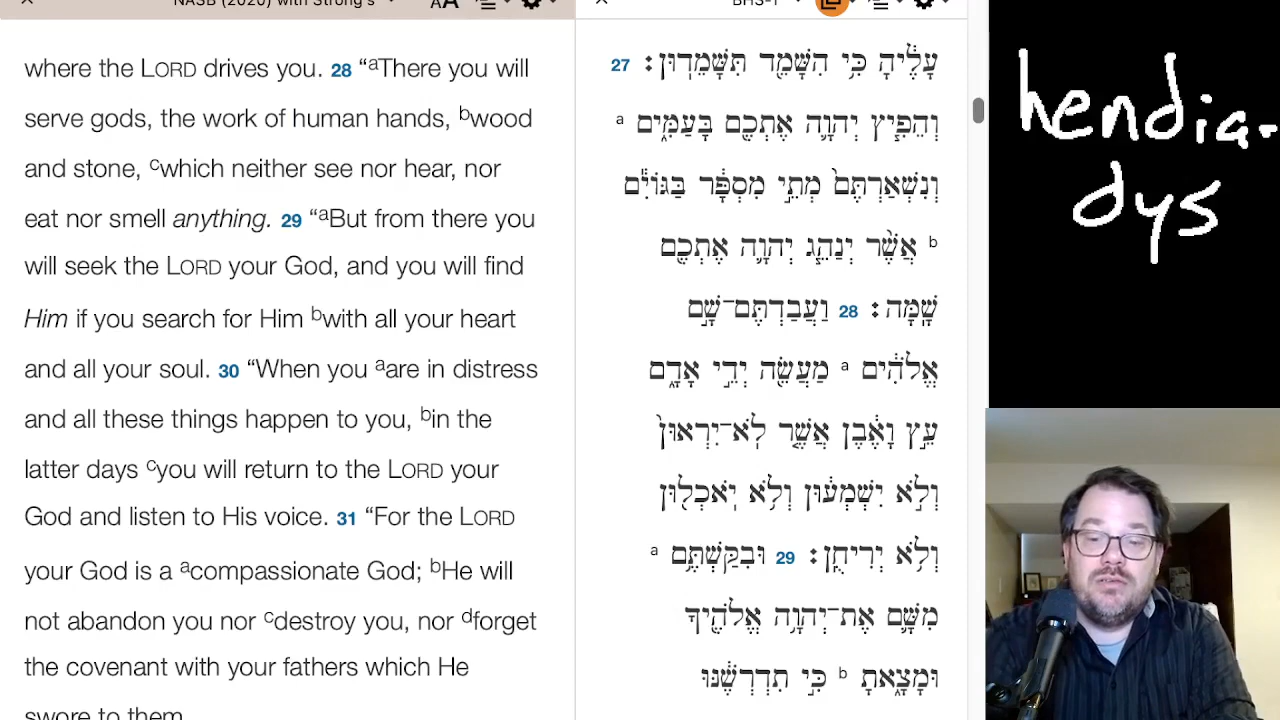 NASB (2020) with Strong's
AA
where the LORD drives you. 28 “aThere you will
serve gods, the work of human hands, bwood
and stone, cwhich neither see nor hear, nor
eat nor smell anything. 29 “aBut from there you
will seek the LORD your God, and you will find
Him if you search for Him bwith all your heart
and all your soul. 30 “When you aare in distress
and all these things happen to you, bin the
latter days cyou will return to the LORD your
God and listen to His voice. 31 “For the LORD
your God is a acompassionate God; bHe will
not abandon you nor cdestroy you, nor dforget
the covenant with your fathers which He
swore to them
BHS-T
עָלֶ֔יהָ כִּ֥י הִשָּׁמֵ֖ד תִּשָּׁמֵדֽוּן׃ 27
וְהֵפִ֧יץ יְהוָ֛ה אֶתְכֶ֖ם בָּעַמִּ֑ים a
וְנִשְׁאַרְתֶּם֙ מְתֵ֣י מִסְפָּ֔ר בַּגּוֹיִ֕ם
b אֲשֶׁ֨ר יְנַהֵ֧ג יְהוָ֛ה אֶתְכֶ֖ם
שָֽׁמָּה׃ 28 וַעֲבַדְתֶּם־שָׁ֣ם
אֱלֹהִ֔ים a מַעֲשֵׂ֖ה יְדֵ֣י אָדָ֑ם
עֵ֣ץ וָאֶ֔בֶן אֲשֶׁ֤ר לֹֽא־יִרְאוּן֙
וְלֹ֣א יִשְׁמְע֔וּן וְלֹ֥א יֹֽאכְל֖וּן
וְלֹ֥א יְרִיחֻֽן׃ 29 וּבִקַּשְׁתֶּ֥ם a
מִשָּׁ֛ם אֶת־יְהוָ֥ה אֱלֹהֶ֖יךָ
וּמָצָ֑אתָ b כִּ֣י תִדְרְשֶׁ֔נּוּ
hendia-
dys